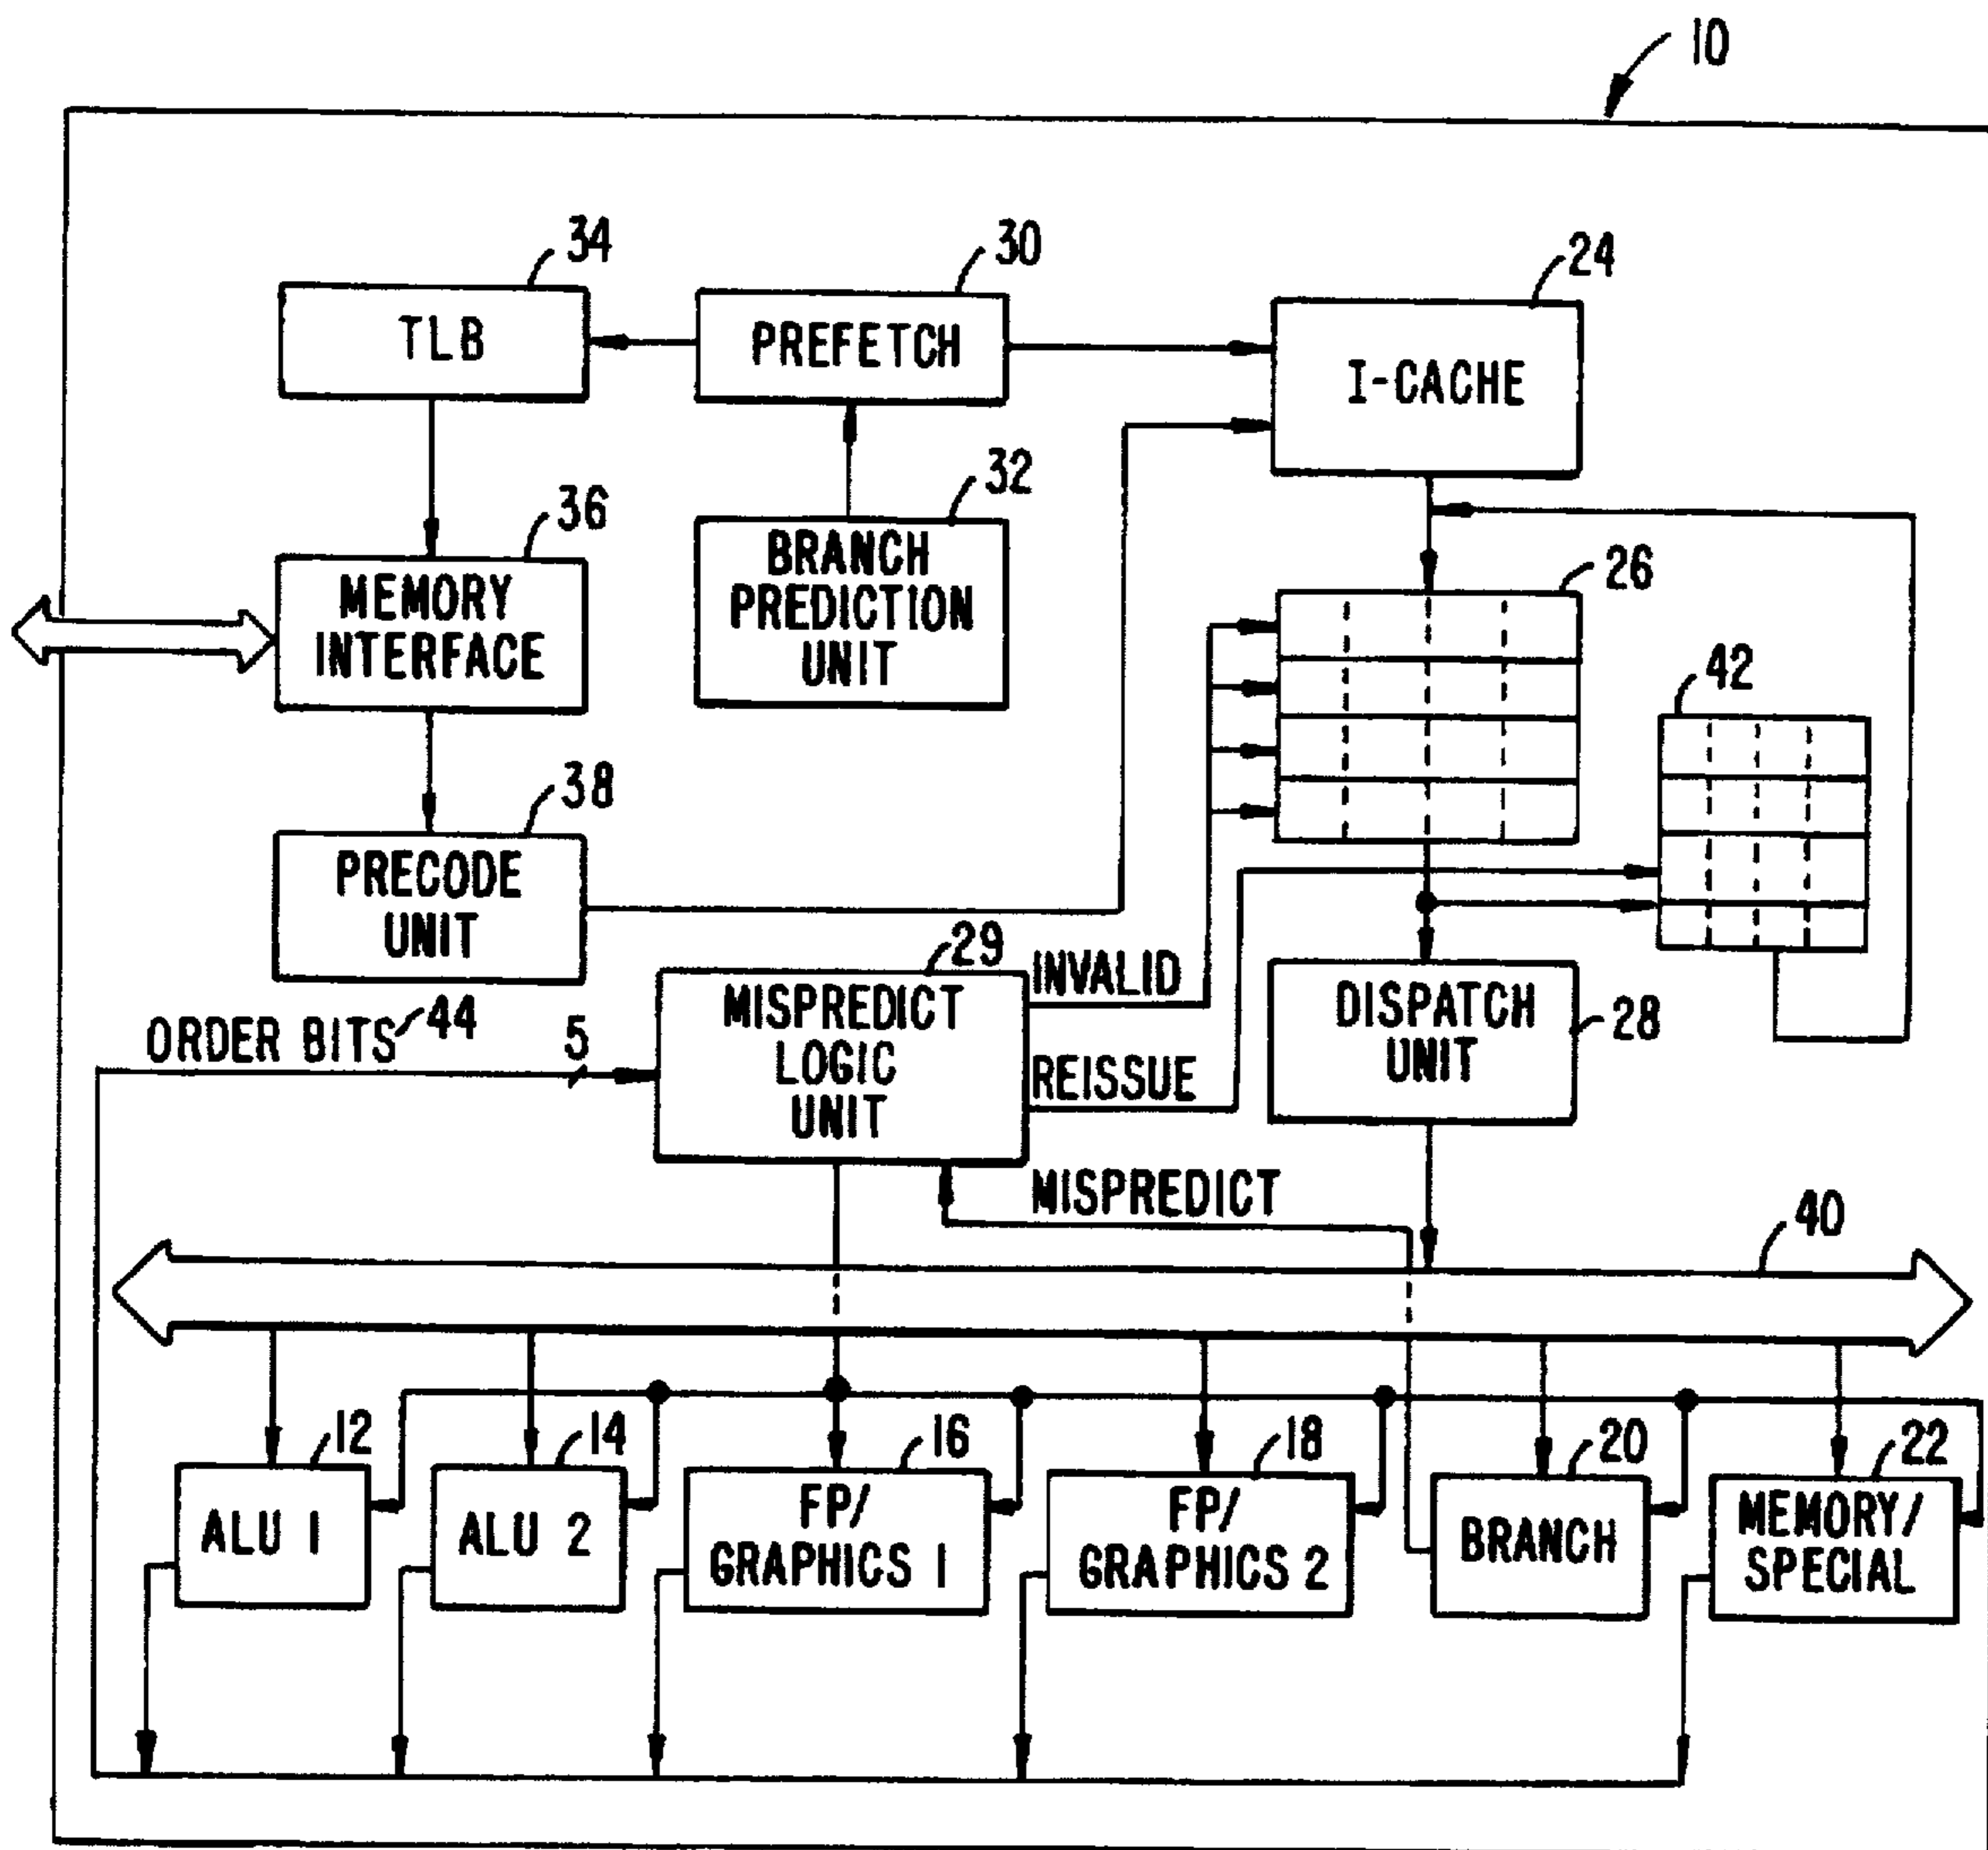 10
34
30
24
TLB
PREFETCH
I-CACHE
36
32
26
MEMORY
INTERFACE
BRANCH
PREDICTION
UNIT
42
38
PRECODE
UNIT
29
INVALID
MISPREDICT
LOGIC
UNIT
DISPATCH
UNIT
28
ORDER BITS 44
5
REISSUE
MISPREDICT
40
12
14
16
18
20
22
ALU 1
ALU 2
FP/
GRAPHICS 1
FP/
GRAPHICS 2
BRANCH
MEMORY/
SPECIAL